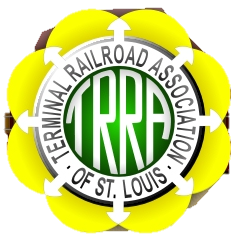 TERMINAL RAILROAD ASSOCIATION
TRRA
· OF ST. LOUIS ·